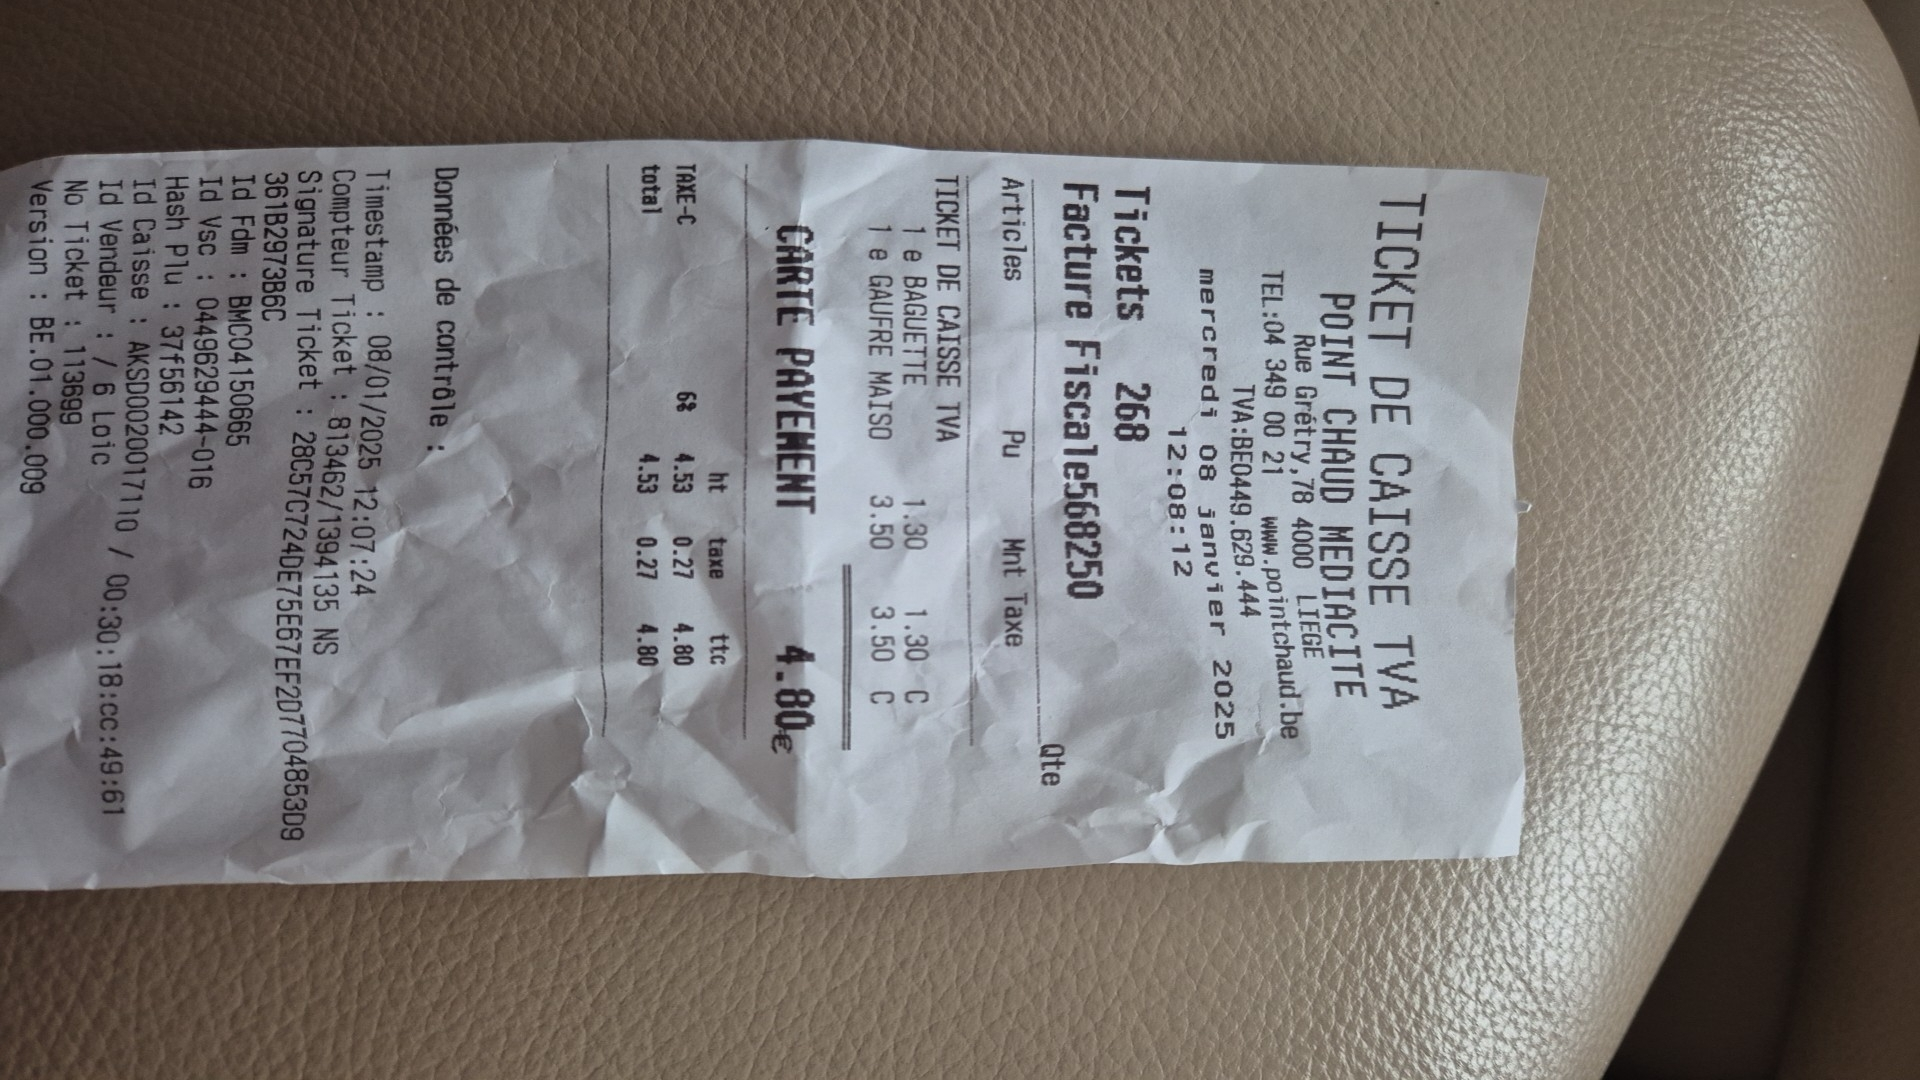 TICKET DE CAISSE TVA
POINT CHAUD MEDIACITE
Rue Grétry,78 4000 LIEGE
TEL:04 349 00 21 www.pointchaud.be
TVA:BE0449.629.444
mercredi 08 janvier 2025
12:08:12
Tickets 268
Facture Fiscale568250
Qte
Articles Pu Mnt Taxe
TICKET DE CAISSE TVA
1 e BAGUETTE 1.30 1.30 C
1 e GAUFRE MAISO 3.50 3.50 C
CARTE PAYEMENT 4.80€
ht taxe ttc
TAXE-C 6% 4.53 0.27 4.80
total 4.53 0.27 4.80
Données de contrôle :
Timestamp : 08/01/2025 12:07:24
Compteur Ticket : 813462/1394135 NS
Signature Ticket : 28C57C724DE75E67EF2D7704853D9
361B2973B6C
Id Fdm : BMC04150665
Id Vsc : 0449629444-016
Hash Plu : 37f56142
Id Caisse : AKSD0020017110 / 00:30:18:cc:49:61
Id Vendeur : / 6 Loic
No Ticket : 113699
Version : BE.01.000.009